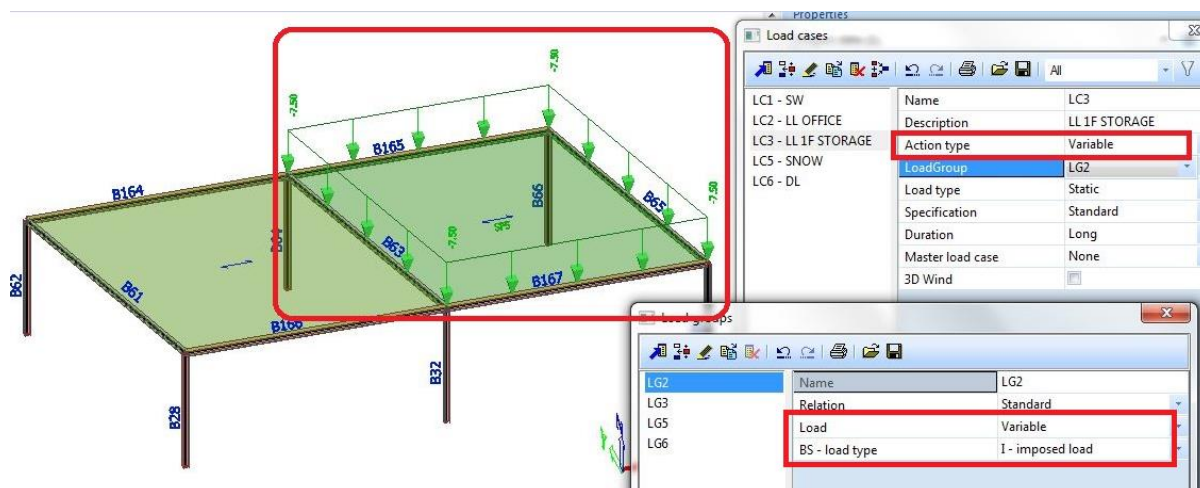 Properties
Load cases
All
LC1 - SW
LC2 - LL OFFICE
LC3 - LL 1F STORAGE
LC5 - SNOW
LC6 - DL
Name LC3
Description LL 1F STORAGE
Action type Variable
LoadGroup LG2
Load type Static
Specification Standard
Duration Long
Master load case None
3D Wind
-7.50
-7.50
-7.50
-7.50
B165
B164
B66
B65
B63
B167
B62
B61
B166
B32
B28
LG2
LG3
LG5
LG6
Name LG2
Relation Standard
Load Variable
BS - load type I - imposed load